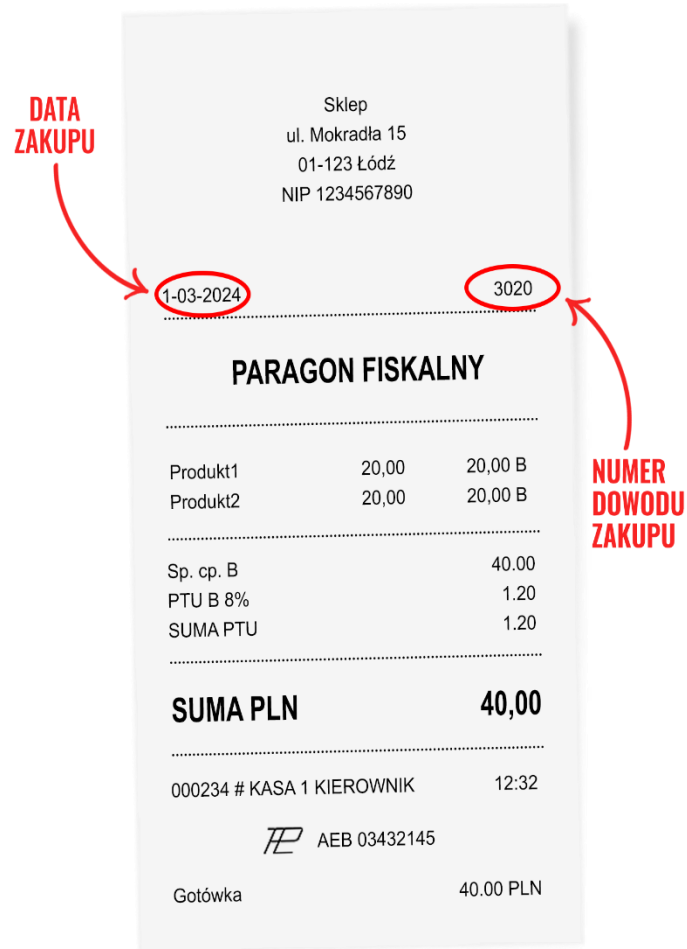 Sklep
ul. Mokradła 15
01-123 Łódź
NIP 1234567890
DATA
ZAKUPU
1-03-2024 3020
PARAGON FISKALNY
Produkt1 20,00 20,00 B
Produkt2 20,00 20,00 B
NUMER
DOWODU
ZAKUPU
Sp. cp. B 40.00
PTU B 8% 1.20
SUMA PTU 1.20
SUMA PLN 40,00
000234 # KASA 1 KIEROWNIK 12:32
AEB 03432145
Gotówka 40.00 PLN